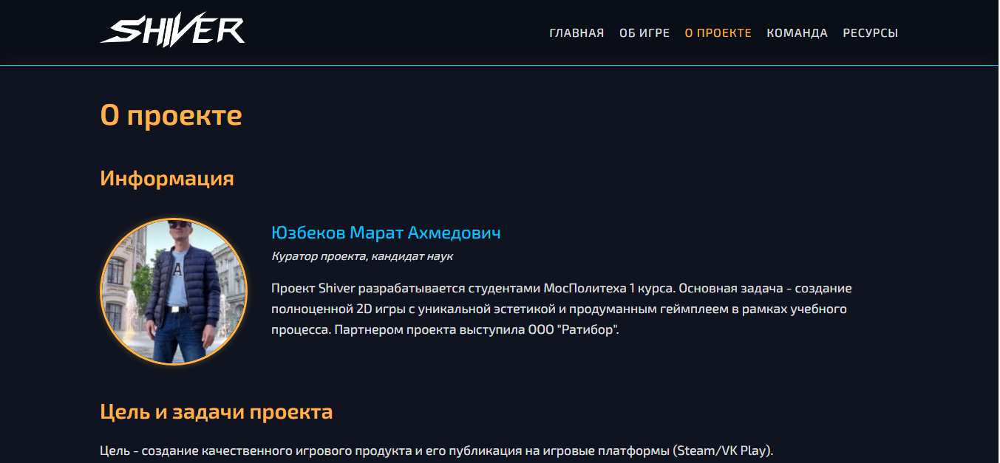 SHIVER
ГЛАВНАЯ ОБ ИГРЕ О ПРОЕКТЕ КОМАНДА РЕСУРСЫ
О проекте
Информация
A
Юзбеков Марат Ахмедович
Куратор проекта, кандидат наук
Проект Shiver разрабатывается студентами МосПолитеха 1 курса. Основная задача - создание
полноценной 2D игры с уникальной эстетикой и продуманным геймплеем в рамках учебного
процесса. Партнером проекта выступила ООО "Ратибор".
Цель и задачи проекта
Цель - создание качественного игрового продукта и его публикация на игровые платформы (Steam/VK Play).